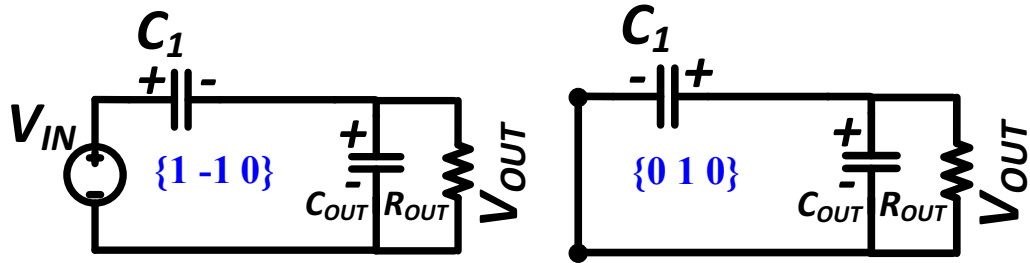 C1
+ -
VIN
+
-
{1 -1 0}
+
-
COUT
ROUT
VOUT
C1
- +
{0 1 0}
+
-
COUT
ROUT
VOUT